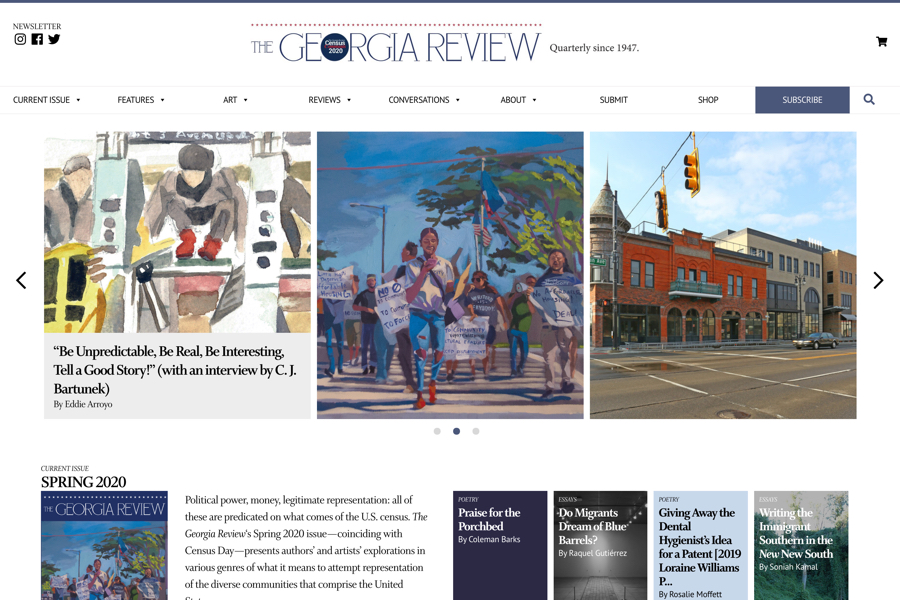 NEWSLETTER
THE GEORGIA REVIEW
Census
2020
Quarterly since 1947.
CURRENT ISSUE FEATURES ART REVIEWS CONVERSATIONS ABOUT SUBMIT SHOP SUBSCRIBE
“Be Unpredictable, Be Real, Be Interesting,
Tell a Good Story!” (with an interview by C. J.
Bartunek)
By Eddie Arroyo
CURRENT ISSUE
SPRING 2020
THE GEORGIA REVIEW
Political power, money, legitimate representation: all of
these are predicated on what comes of the U.S. census. The
Georgia Review's Spring 2020 issue—coinciding with
Census Day—presents authors’ and artists’ explorations in
various genres of what it means to attempt representation
of the diverse communities that comprise the United
POETRY
Praise for the
Porchbed
By Coleman Barks
ESSAYS
Do Migrants
Dream of Blue
Barrels?
By Raquel Gutiérrez
POETRY
Giving Away the
Dental
Hygienist’s Idea
for a Patent [2019
Loraine Williams
P...
By Rosalie Moffett
ESSAYS
Writing the
Immigrant
Southern in the
New New South
By Soniah Kamal